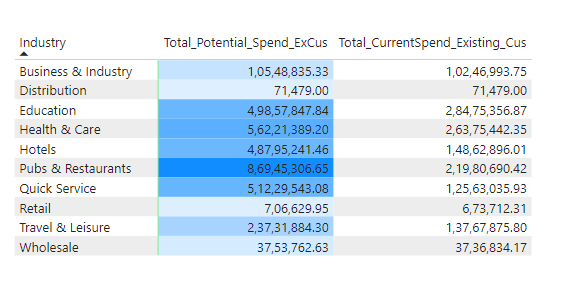 Industry Total_Potential_Spend_ExCus Total_CurrentSpend_Existing_Cus
Business & Industry 1,05,48,835.33 1,02,46,993.75
Distribution 71,479.00 71,479.00
Education 4,98,57,847.84 2,84,75,356.87
Health & Care 5,62,21,389.20 2,63,75,442.35
Hotels 4,87,95,241.46 1,48,62,896.01
Pubs & Restaurants 8,69,45,306.65 2,19,80,690.42
Quick Service 5,12,29,543.08 1,25,63,035.93
Retail 7,06,629.95 6,73,712.31
Travel & Leisure 2,37,31,884.30 1,37,67,875.80
Wholesale 37,53,762.63 37,36,834.17